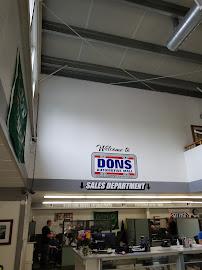 Welcome to
DONS
AUTOMOTIVE MALL
SALES DEPARTMENT